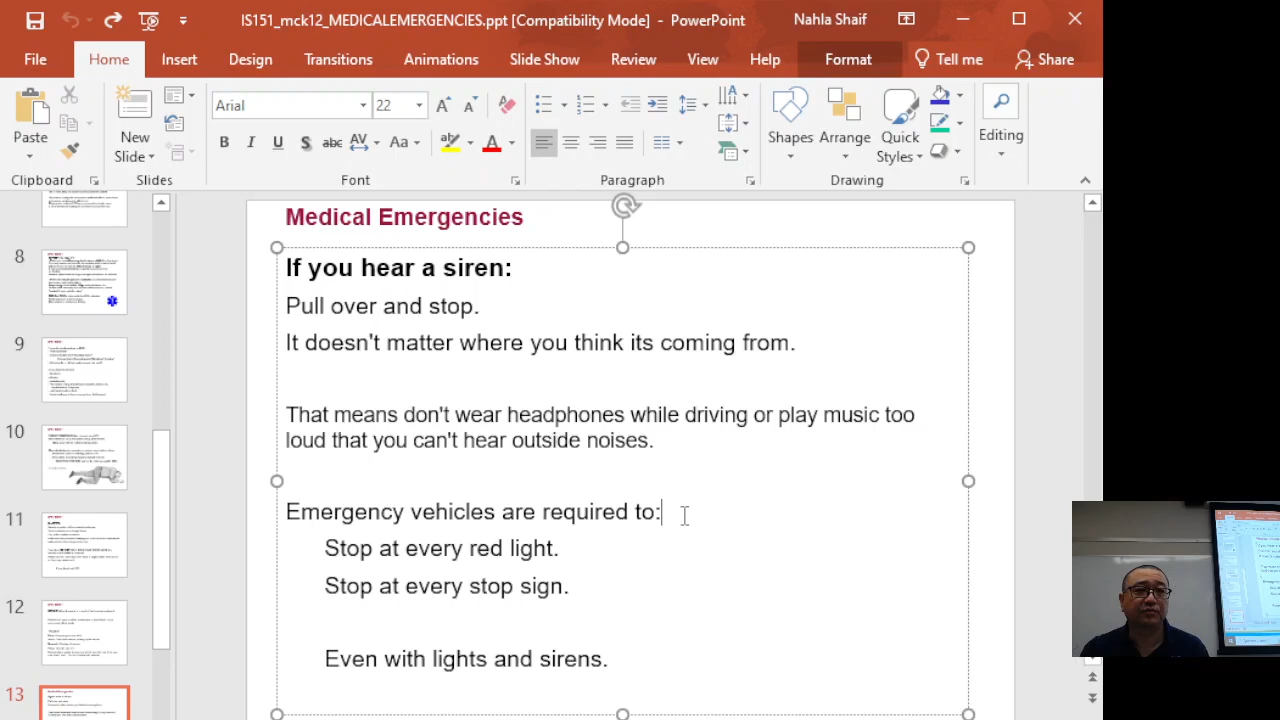 IS151_mck12_MEDICALEMERGENCIES.ppt [Compatibility Mode] - PowerPoint
Nahla Shaif
File Home Insert Design Transitions Animations Slide Show Review View Help Format Tell me Share
Arial 22
Paste
New
Slide
Shapes Arrange Quick
Styles
Editing
Clipboard Slides Font Paragraph Drawing
Medical Emergencies
If you hear a siren:
Pull over and stop.
It doesn't matter where you think its coming from.
That means don't wear headphones while driving or play music too
loud that you can't hear outside noises.
Emergency vehicles are required to:
Stop at every red light.
Stop at every stop sign.
Even with lights and sirens.
8
9
10
11
12
13